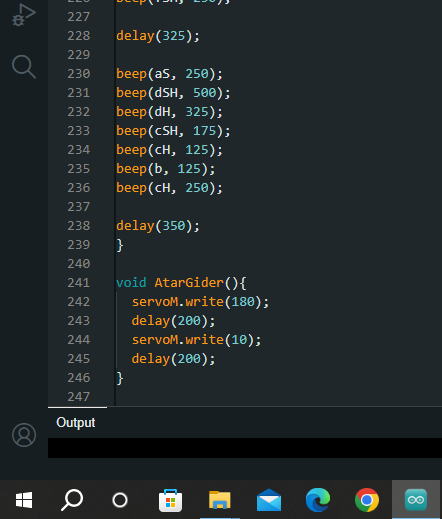 227
228 delay(325);
229
230 beep(aS, 250);
231 beep(dSH, 500);
232 beep(dH, 325);
233 beep(cSH, 175);
234 beep(cH, 125);
235 beep(b, 125);
236 beep(cH, 250);
237
238 delay(350);
239 }
240
241 void AtarGider(){
242 servoM.write(180);
243 delay(200);
244 servoM.write(10);
245 delay(200);
246 }
247
Output